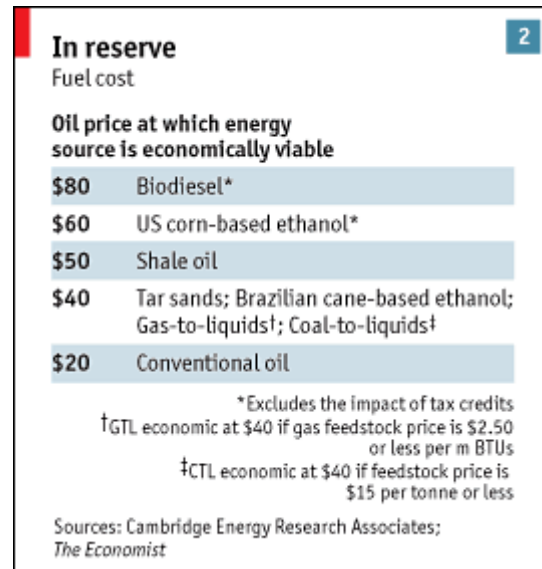 In reserve
2
Fuel cost
Oil price at which energy
source is economically viable
$80 Biodiesel*
$60 US corn-based ethanol*
$50 Shale oil
$40 Tar sands; Brazilian cane-based ethanol;
Gas-to-liquids†; Coal-to-liquids‡
$20 Conventional oil
*Excludes the impact of tax credits
†GTL economic at $40 if gas feedstock price is $2.50
or less per m BTUs
‡CTL economic at $40 if feedstock price is
$15 per tonne or less
Sources: Cambridge Energy Research Associates;
The Economist